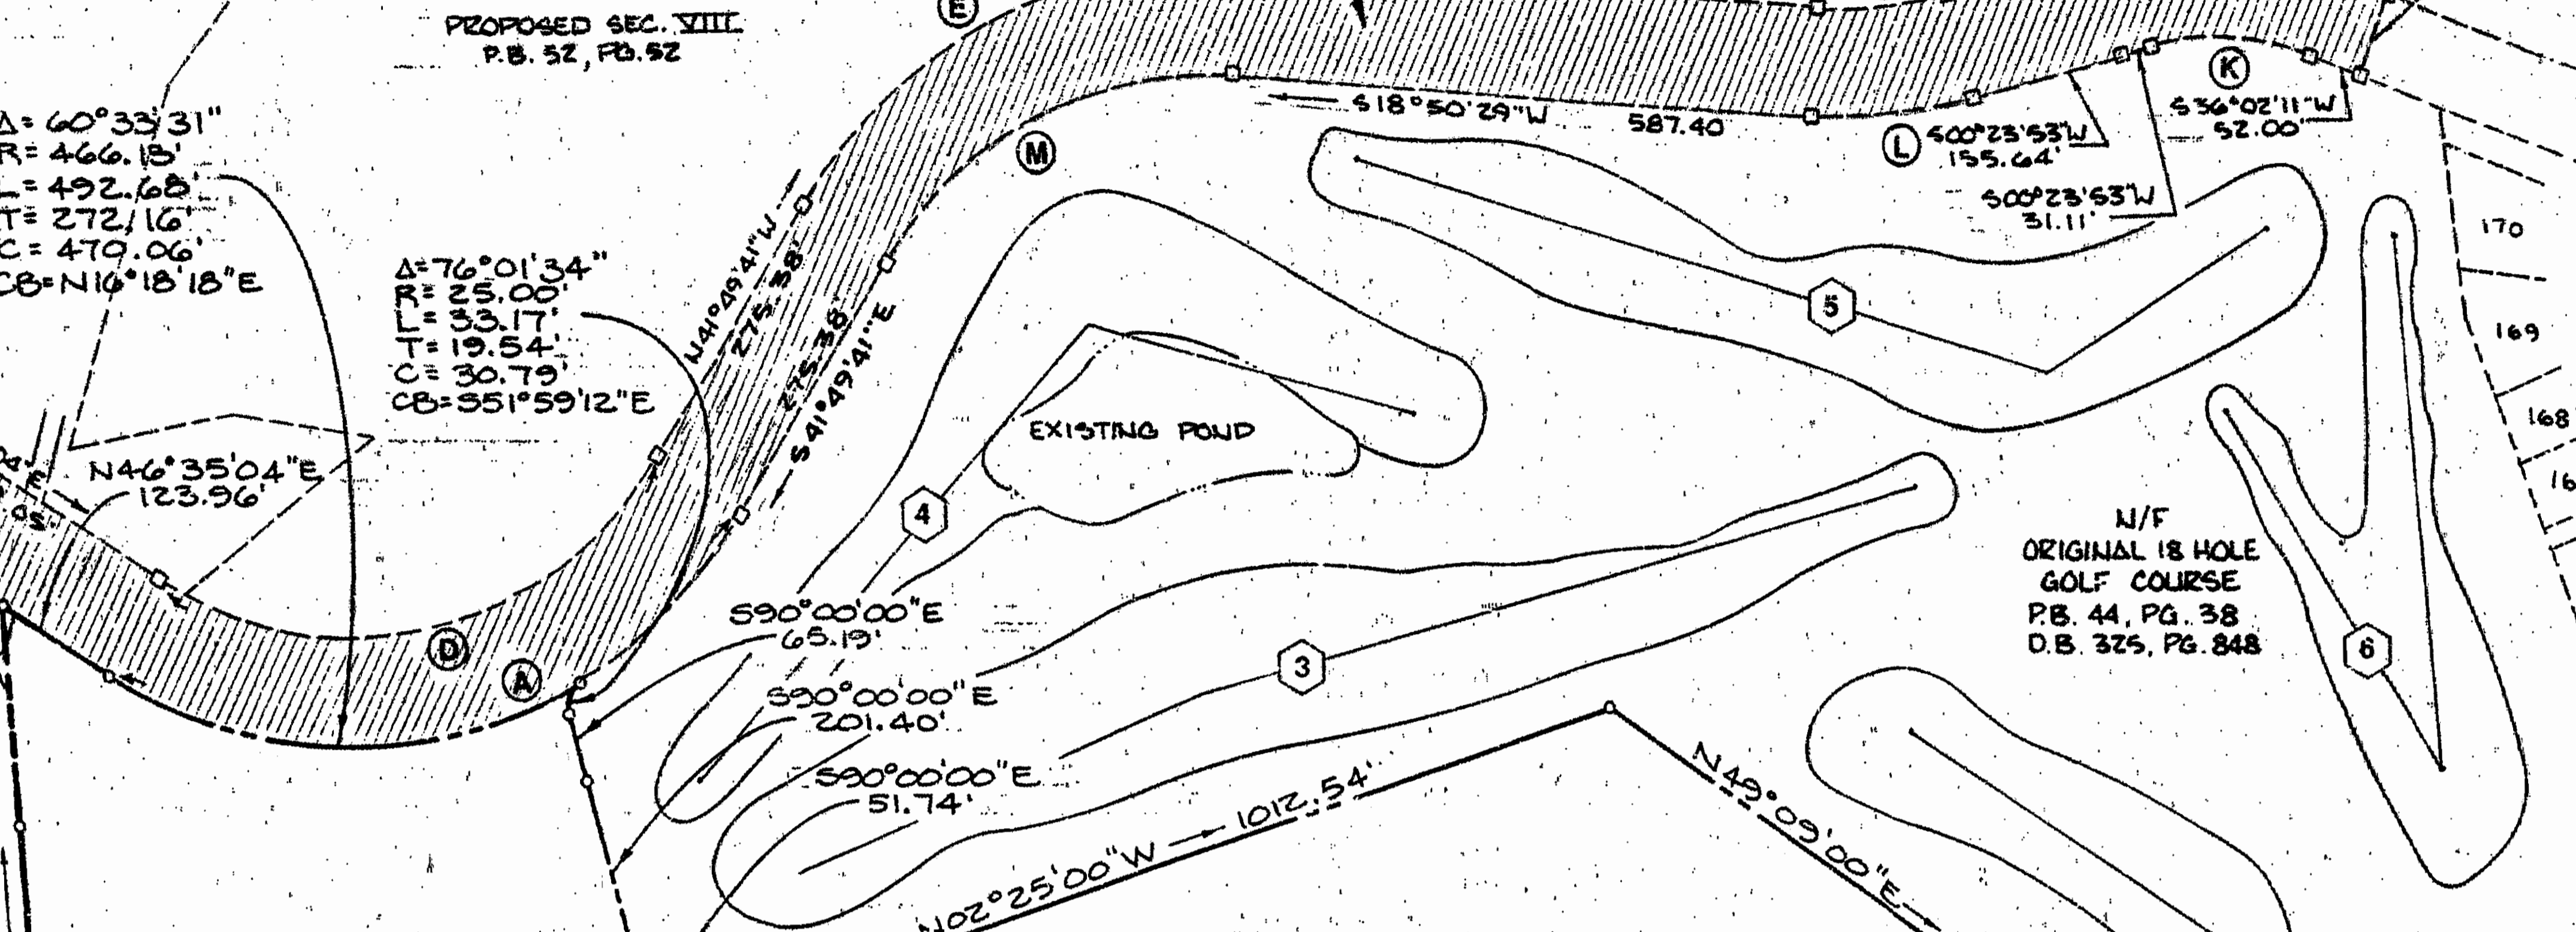 PROPOSED SEC. VIII
P.B. 52, PG. 52
E
Δ= 60°33'31"
R= 466.13'
L= 492.68'
T= 272.16'
C= 470.06'
CB=N16°18'18"E
Δ=76°01'34"
R= 25.00'
L= 33.17'
T= 19.54'
C= 30.79'
CB=S51°59'12"E
N46°35'04"E
123.96'
N41°49'41"W
275.38'
275.38'
S41°49'41"E
M
S18°50'29"W
587.40
L
S00°23'53"W
155.64'
S00°23'53"W
31.11'
K
S36°02'11"W
52.00'
170
169
168
16
5
4
EXISTING POND
3
6
N/F
ORIGINAL 18 HOLE
GOLF COURSE
P.B. 44, PG. 38
D.B. 325, PG. 848
D
A
S90°00'00"E
65.19'
S90°00'00"E
201.40'
S90°00'00"E
51.74'
N02°25'00"W 1012.54'
N49°09'00"E